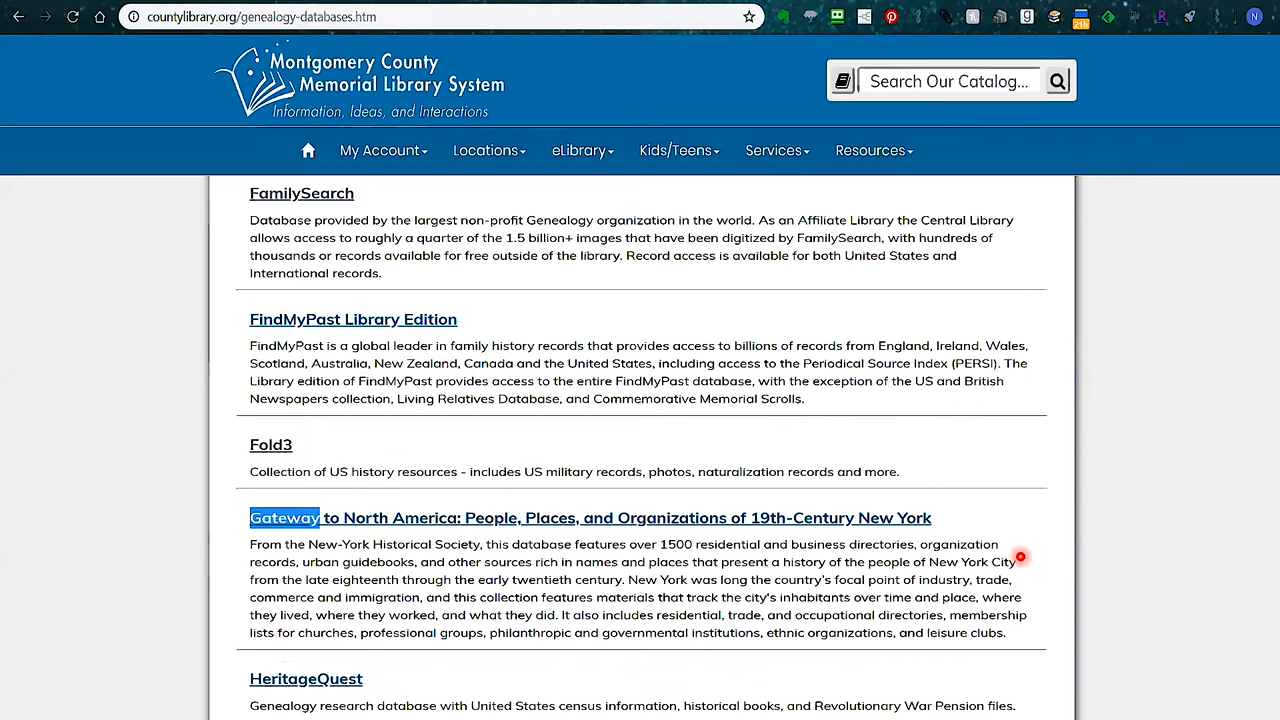 countylibrary.org/genealogy-databases.htm
21h
N
Montgomery County
Memorial Library System
Information, Ideas, and Interactions
Search Our Catalog...
My Account Locations eLibrary Kids/Teens Services Resources
FamilySearch
Database provided by the largest non-profit Genealogy organization in the world. As an Affiliate Library the Central Library
allows access to roughly a quarter of the 1.5 billion+ images that have been digitized by FamilySearch, with hundreds of
thousands or records available for free outside of the library. Record access is available for both United States and
International records.
FindMyPast Library Edition
FindMyPast is a global leader in family history records that provides access to billions of records from England, Ireland, Wales,
Scotland, Australia, New Zealand, Canada and the United States, including access to the Periodical Source Index (PERSI). The
Library edition of FindMyPast provides access to the entire FindMyPast database, with the exception of the US and British
Newspapers collection, Living Relatives Database, and Commemorative Memorial Scrolls.
Fold3
Collection of US history resources - includes US military records, photos, naturalization records and more.
Gateway to North America: People, Places, and Organizations of 19th-Century New York
From the New-York Historical Society, this database features over 1500 residential and business directories, organization
records, urban guidebooks, and other sources rich in names and places that present a history of the people of New York City
from the late eighteenth through the early twentieth century. New York was long the country's focal point of industry, trade,
commerce and immigration, and this collection features materials that track the city's inhabitants over time and place, where
they lived, where they worked, and what they did. It also includes residential, trade, and occupational directories, membership
lists for churches, professional groups, philanthropic and governmental institutions, ethnic organizations, and leisure clubs.
HeritageQuest
Genealogy research database with United States census information, historical books, and Revolutionary War Pension files.